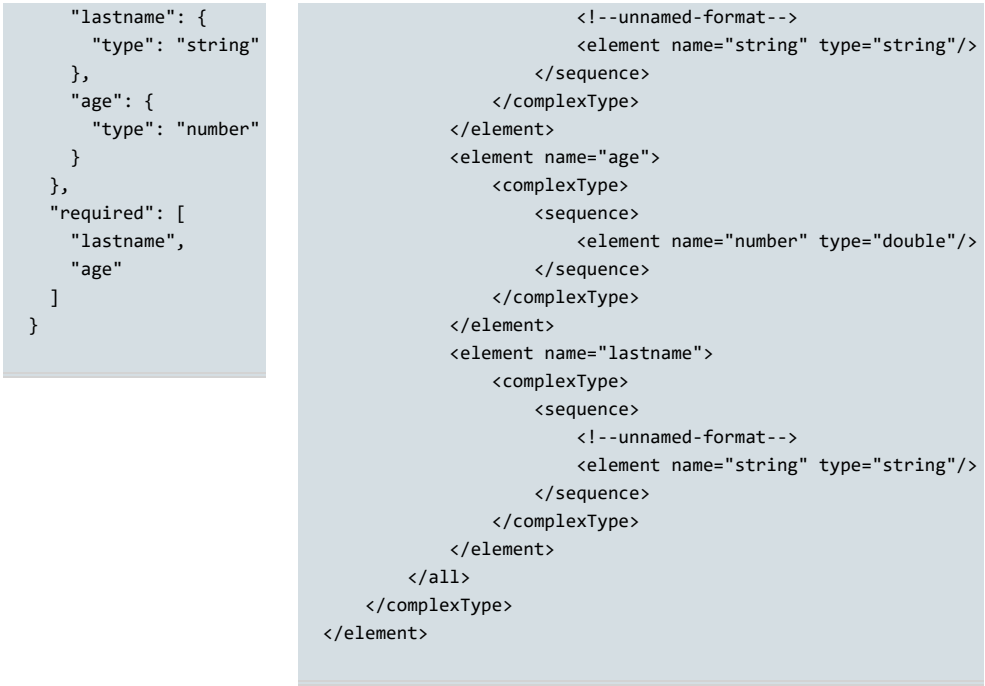 "lastname": {
"type": "string"
},
"age": {
"type": "number"
}
},
"required": [
"lastname",
"age"
]
}
<!--unnamed-format-->
<element name="string" type="string"/>
</sequence>
</complexType>
</element>
<element name="age">
<complexType>
<sequence>
<element name="number" type="double"/>
</sequence>
</complexType>
</element>
<element name="lastname">
<complexType>
<sequence>
<!--unnamed-format-->
<element name="string" type="string"/>
</sequence>
</complexType>
</element>
</all>
</complexType>
</element>